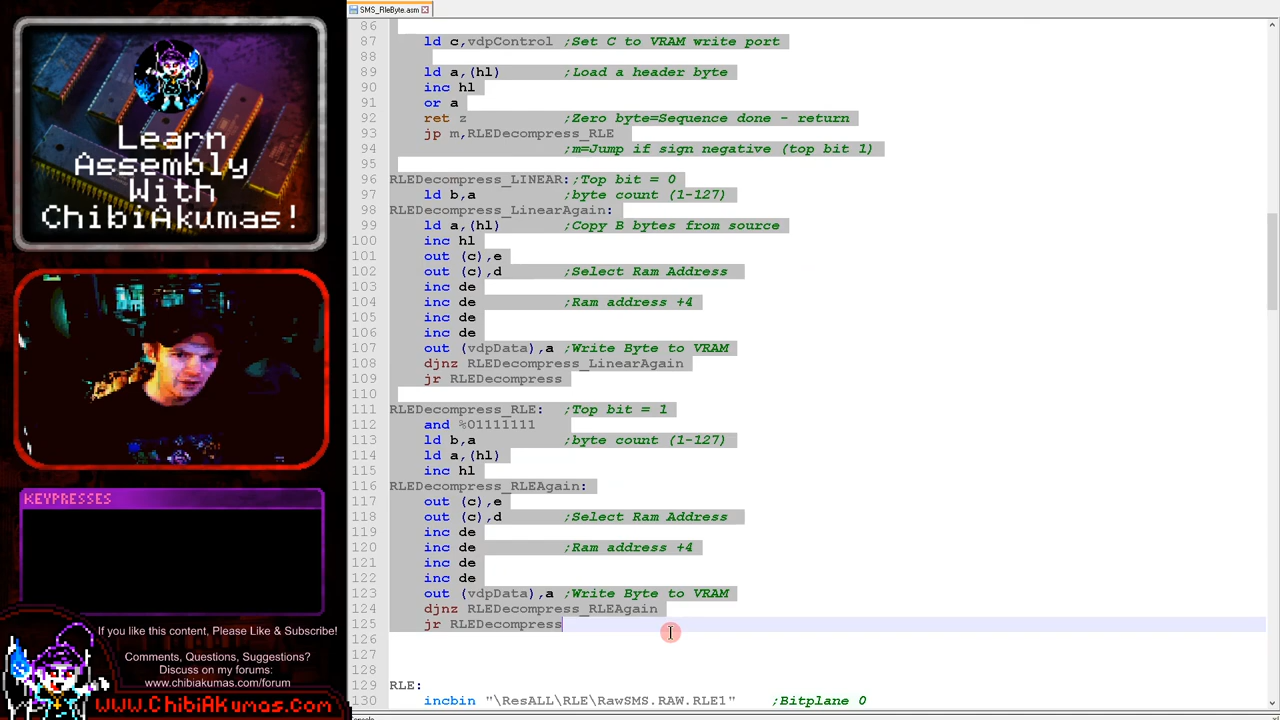 Learn
Assembly
With
ChibiAkumas!
KEYPRESSES
If you like this content, Please Like & Subscribe!
Comments, Questions, Suggestions?
Discuss on my forums:
www.chibiakumas.com/forum
www.ChibiAkumas.com
SMS_RleByte.asm
86
87 ld c,vdpControl ;Set C to VRAM write port
88
89 ld a,(hl) ;Load a header byte
90 inc hl
91 or a
92 ret z ;Zero byte=Sequence done - return
93 jp m,RLEDecompress_RLE
94 ;m=Jump if sign negative (top bit 1)
95
96 RLEDecompress_LINEAR:;Top bit = 0
97 ld b,a ;byte count (1-127)
98 RLEDecompress_LinearAgain:
99 ld a,(hl) ;Copy B bytes from source
100 inc hl
101 out (c),e
102 out (c),d ;Select Ram Address
103 inc de
104 inc de ;Ram address +4
105 inc de
106 inc de
107 out (vdpData),a ;Write Byte to VRAM
108 djnz RLEDecompress_LinearAgain
109 jr RLEDecompress
110
111 RLEDecompress_RLE: ;Top bit = 1
112 and %01111111
113 ld b,a ;byte count (1-127)
114 ld a,(hl)
115 inc hl
116 RLEDecompress_RLEAgain:
117 out (c),e
118 out (c),d ;Select Ram Address
119 inc de
120 inc de ;Ram address +4
121 inc de
122 inc de
123 out (vdpData),a ;Write Byte to VRAM
124 djnz RLEDecompress_RLEAgain
125 jr RLEDecompress
126
127
128
129 RLE:
130 incbin "\ResALL\RLE\RawSMS.RAW.RLE1" ;Bitplane 0